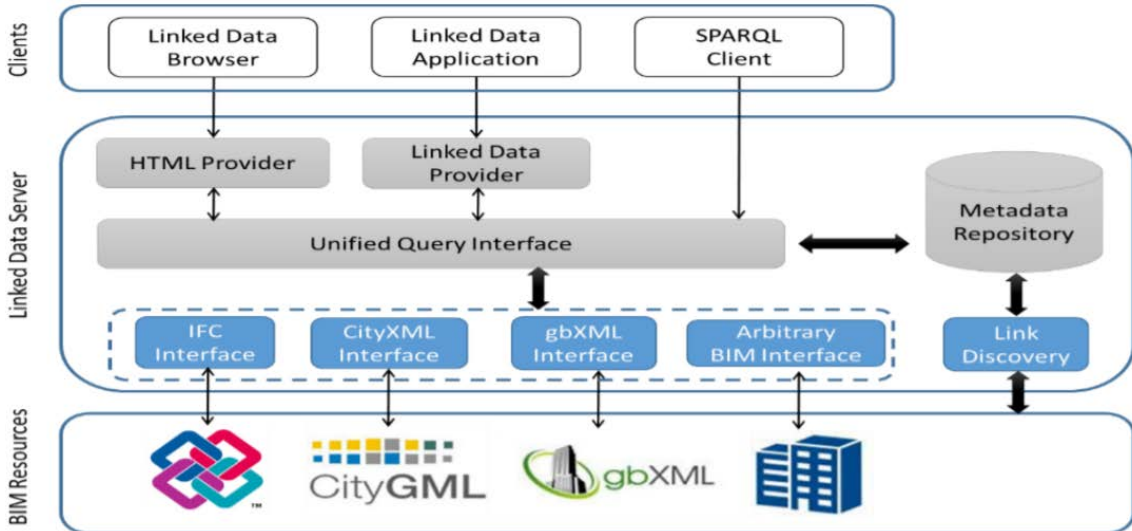 Clients
Linked Data
Browser
Linked Data
Application
SPARQL
Client
Linked Data Server
HTML Provider
Linked Data
Provider
Unified Query Interface
Metadata
Repository
IFC
Interface
CityXML
Interface
gbXML
Interface
Arbitrary
BIM Interface
Link
Discovery
BIM Resources
TM
CityGML
gbXML